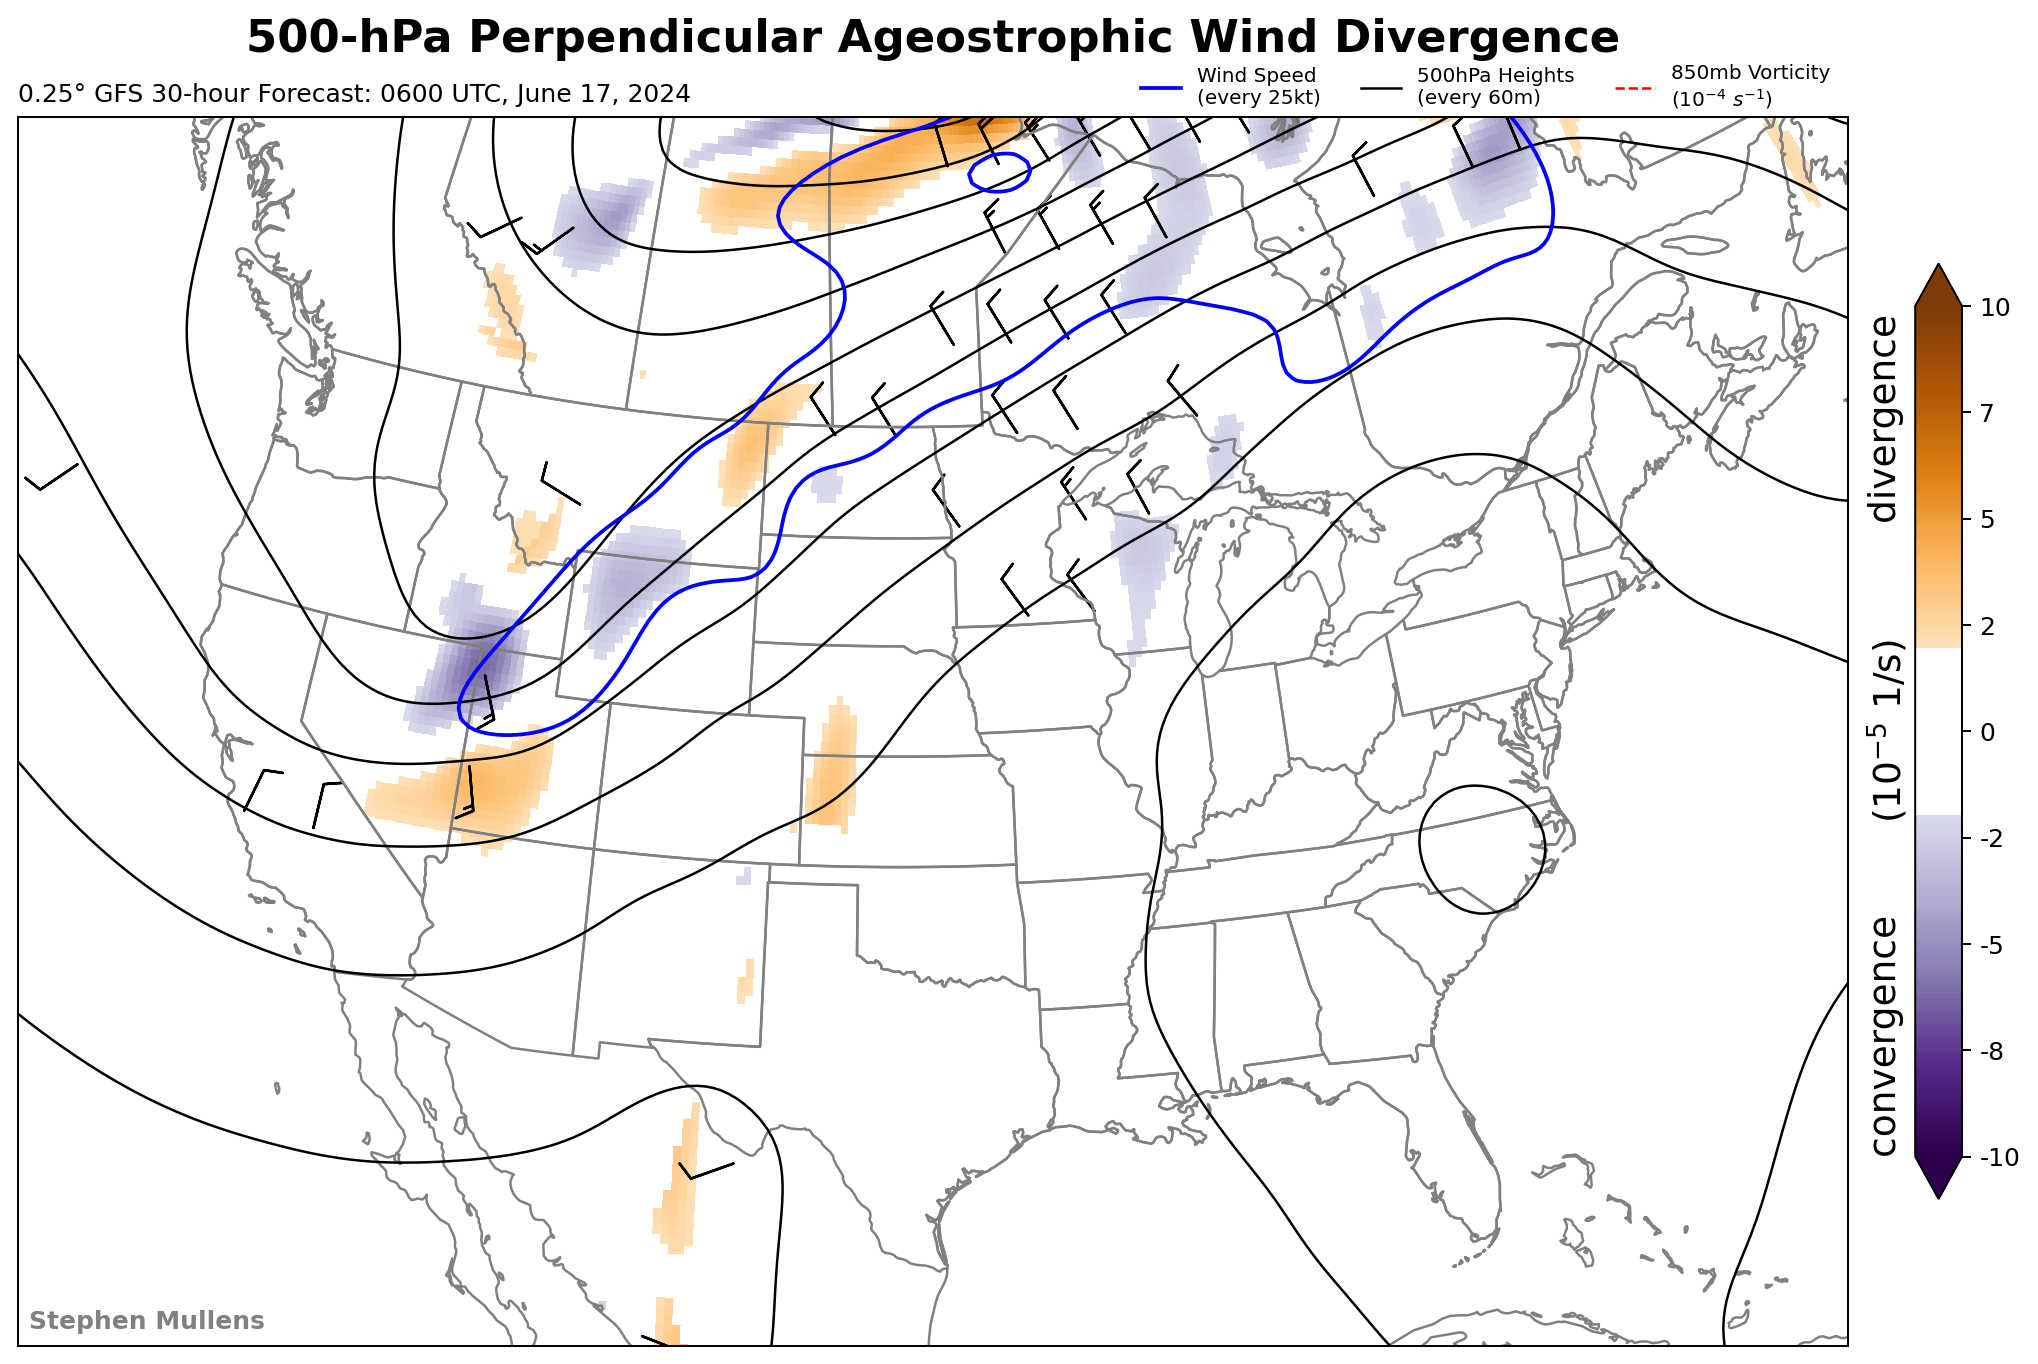 500-hPa Perpendicular Ageostrophic Wind Divergence
0.25° GFS 30-hour Forecast: 0600 UTC, June 17, 2024
Wind Speed
(every 25kt)
500hPa Heights
(every 60m)
850mb Vorticity
(10⁻⁴ s⁻¹)
10
7
5
2
0
-2
-5
-8
-10
convergence (10⁻⁵ 1/s) divergence
Stephen Mullens